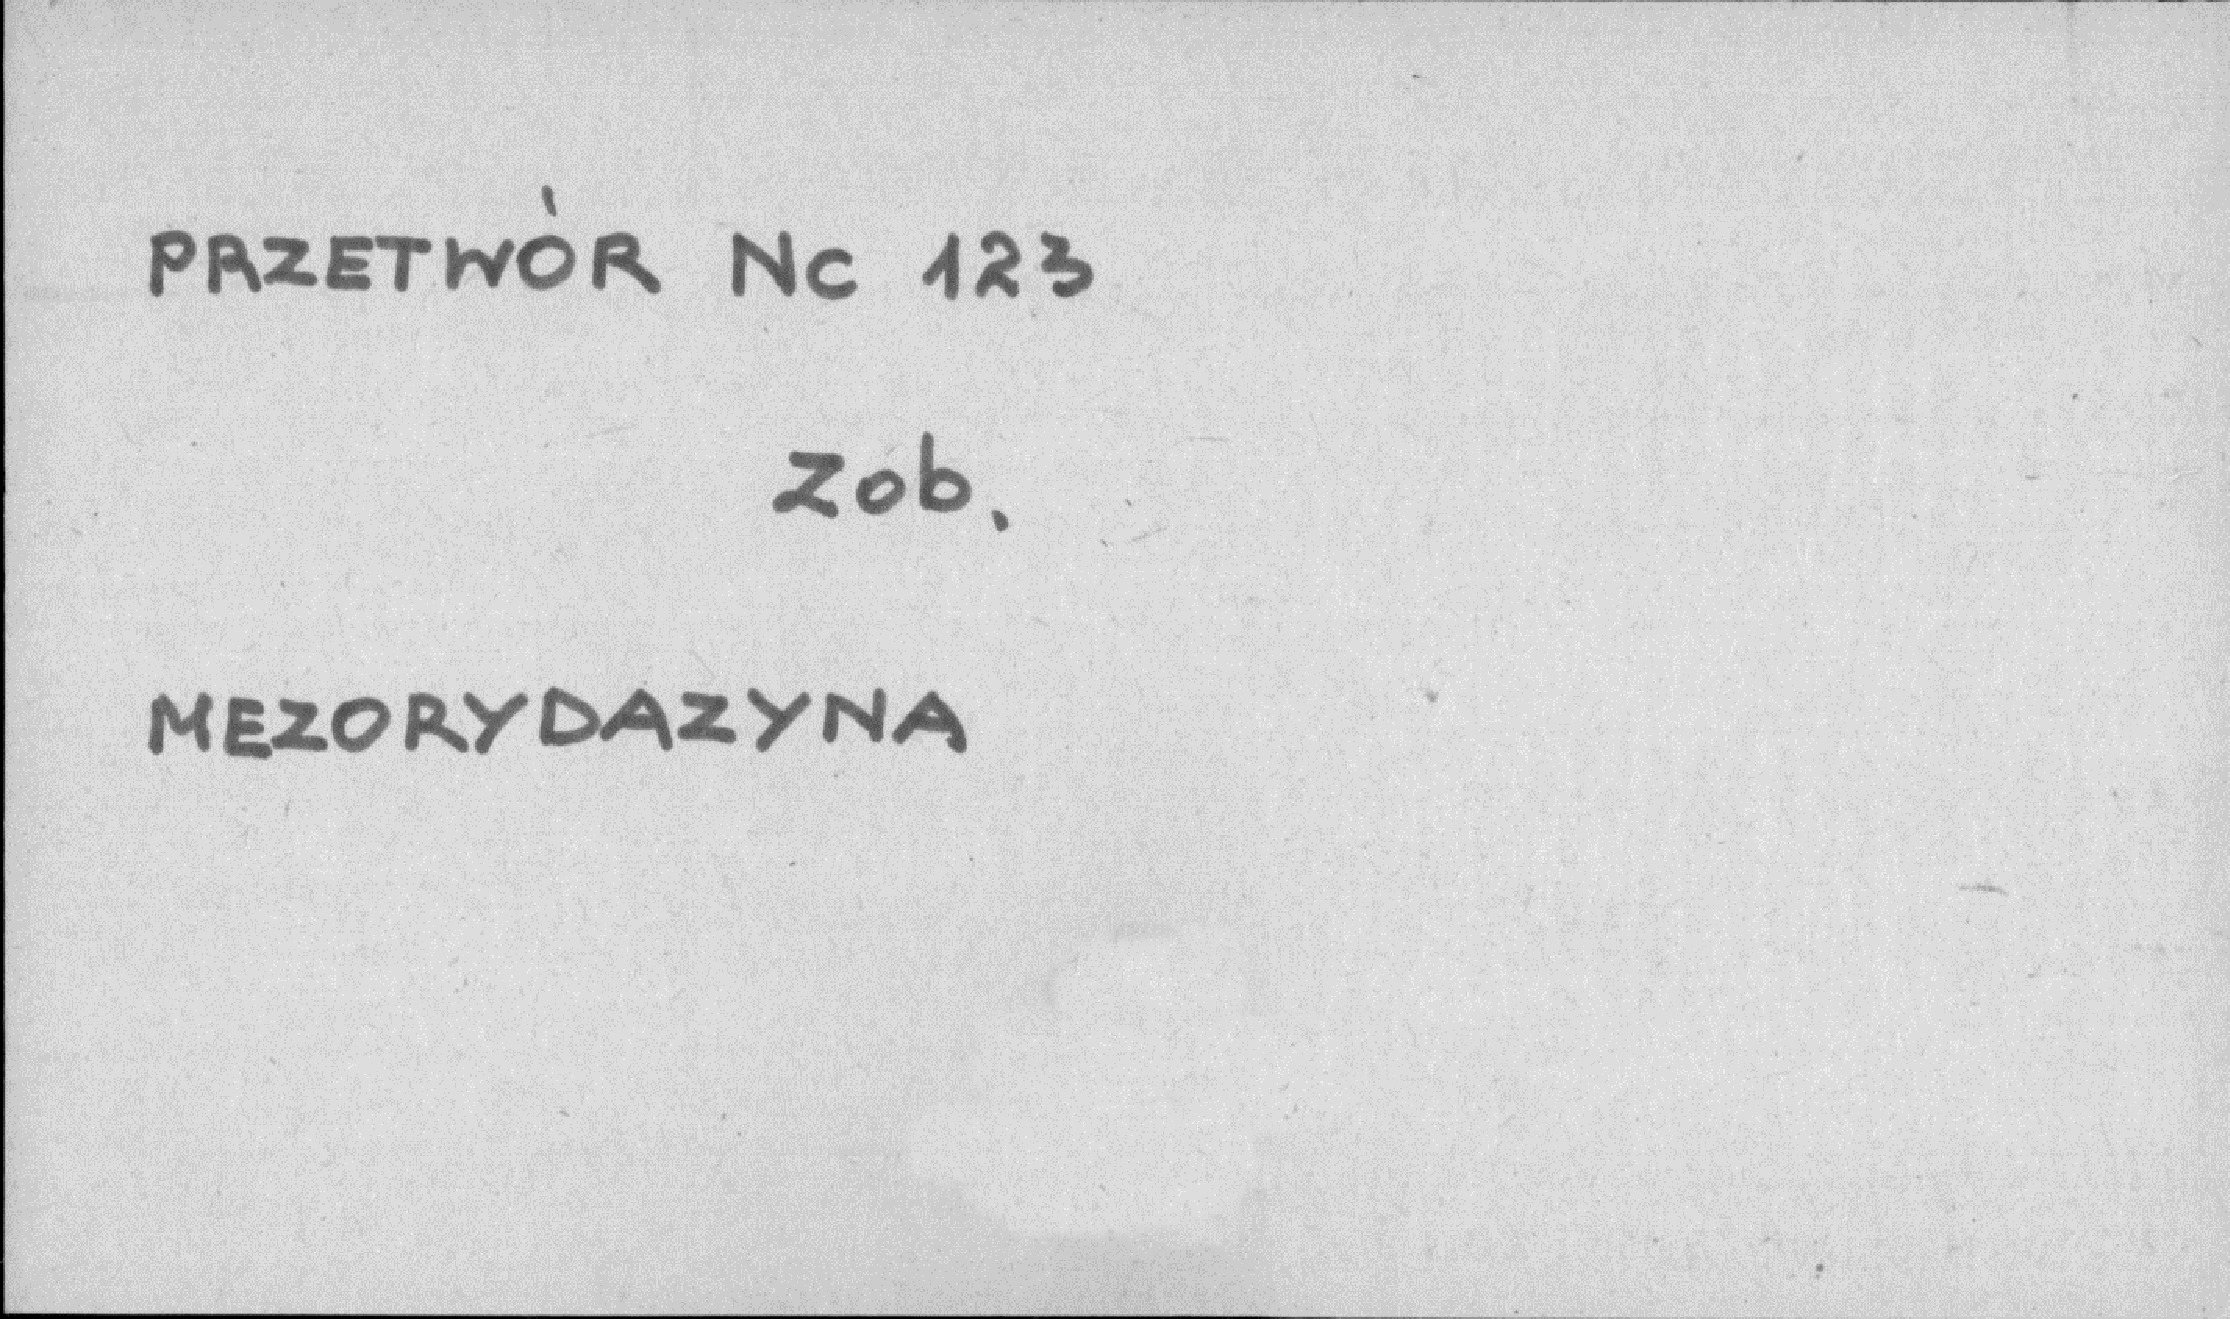 PRZETWÓR NC 123
Zob.
MEZORYDAZYNA